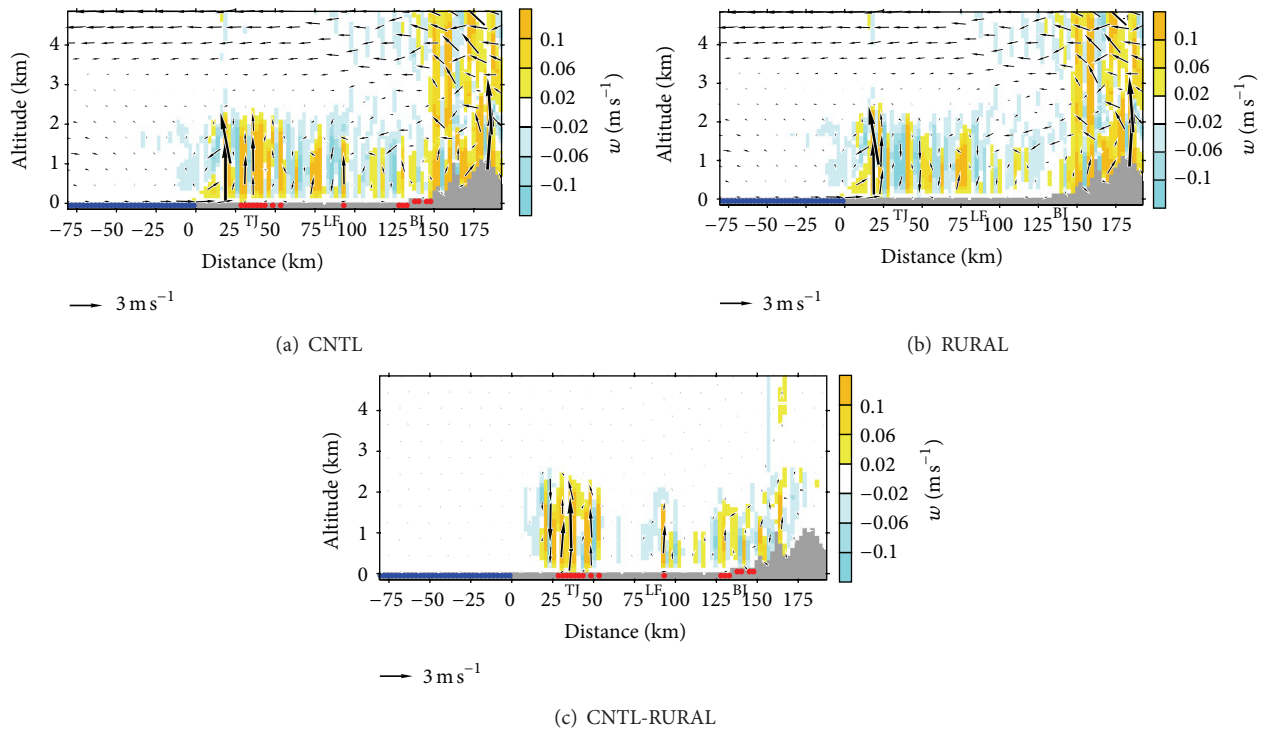 Altitude (km)
4
3
2
1
0
−75 −50 −25 0 25 50 75 100 125 150 175
TJ LF BJ
Distance (km)
0.1
0.06
0.02
−0.02
−0.06
−0.1
w (m s⁻¹)
3 m s⁻¹
(a) CNTL
Altitude (km)
4
3
2
1
0
−75 −50 −25 0 25 50 75 100 125 150 175
TJ LF BJ
Distance (km)
0.1
0.06
0.02
−0.02
−0.06
−0.1
w (m s⁻¹)
3 m s⁻¹
(b) RURAL
Altitude (km)
4
3
2
1
0
−75 −50 −25 0 25 50 75 100 125 150 175
TJ LF BJ
Distance (km)
0.1
0.06
0.02
−0.02
−0.06
−0.1
w (m s⁻¹)
3 m s⁻¹
(c) CNTL-RURAL